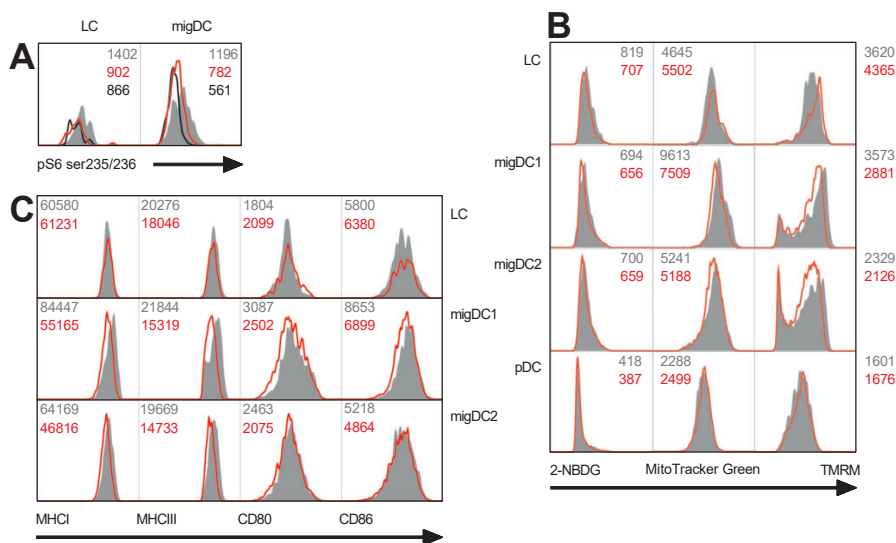 A
LC migDC
1402 1196
902 782
866 561
pS6 ser235/236
B
LC 819 4645 3620
707 5502 4365
migDC1 694 9613 3573
656 7509 2881
migDC2 700 5241 2329
659 5188 2126
pDC 418 2288 1601
387 2499 1676
2-NBDG MitoTracker Green TMRM
C
60580 20276 1804 5800 LC
61231 18046 2099 6380
84447 21844 3087 8653 migDC1
55165 15319 2502 6899
64169 19669 2463 5218 migDC2
46816 14733 2075 4864
MHCI MHCIII CD80 CD86